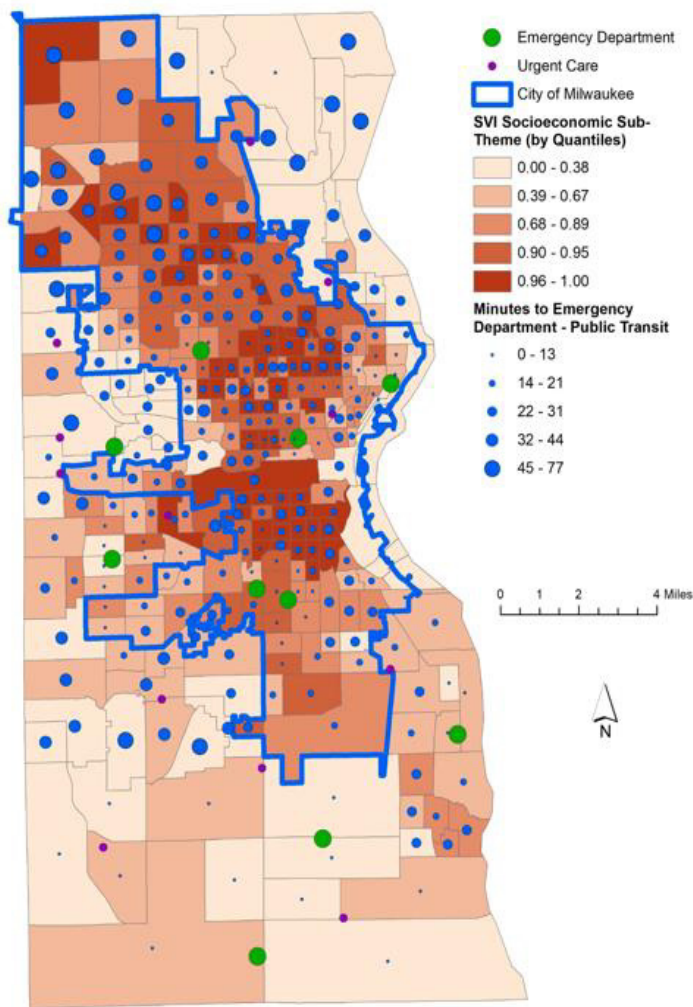 Emergency Department
Urgent Care
City of Milwaukee
SVI Socioeconomic Sub-
Theme (by Quantiles)
0.00 - 0.38
0.39 - 0.67
0.68 - 0.89
0.90 - 0.95
0.96 - 1.00
Minutes to Emergency
Department - Public Transit
0 - 13
14 - 21
22 - 31
32 - 44
45 - 77
0 2 4 Miles
N